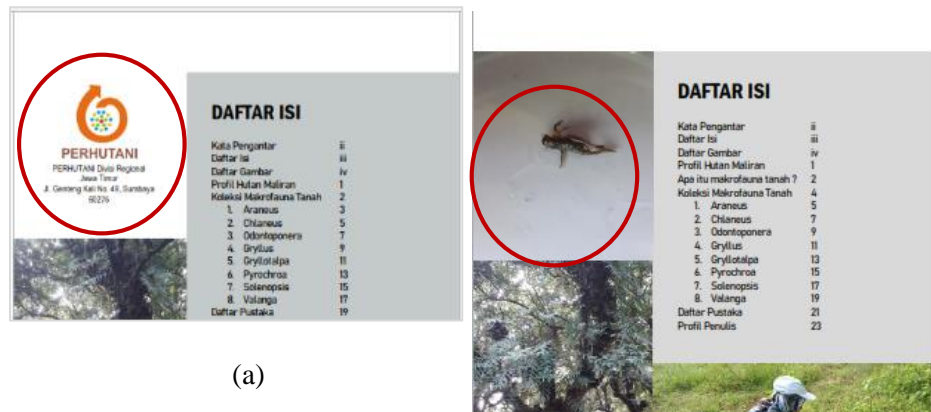 PERHUTANI
PERHUTANI Divisi Regional
Jawa Timur
Jl. Genteng Kali No. 49, Surabaya
60275
DAFTAR ISI
Kata Pengantar ii
Daftar Isi iii
Daftar Gambar iv
Profil Hutan Maliran 1
Koleksi Makrofauna Tanah 2
1. Araneus 3
2. Chlaneus 5
3. Odontoponera 7
4. Gryllus 9
5. Gryllotalpa 11
6. Pyrochroa 13
7. Solenopsis 15
8. Valanga 17
Daftar Pustaka 19
(a)
DAFTAR ISI
Kata Pengantar ii
Daftar Isi iii
Daftar Gambar iv
Profil Hutan Maliran 1
Apa itu makrofauna tanah ? 2
Koleksi Makrofauna Tanah 4
1. Araneus 5
2. Chlaneus 7
3. Odontoponera 9
4. Gryllus 11
5. Gryllotalpa 13
6. Pyrochroa 15
7. Solenopsis 17
8. Valanga 19
Daftar Pustaka 21
Profil Penulis 23